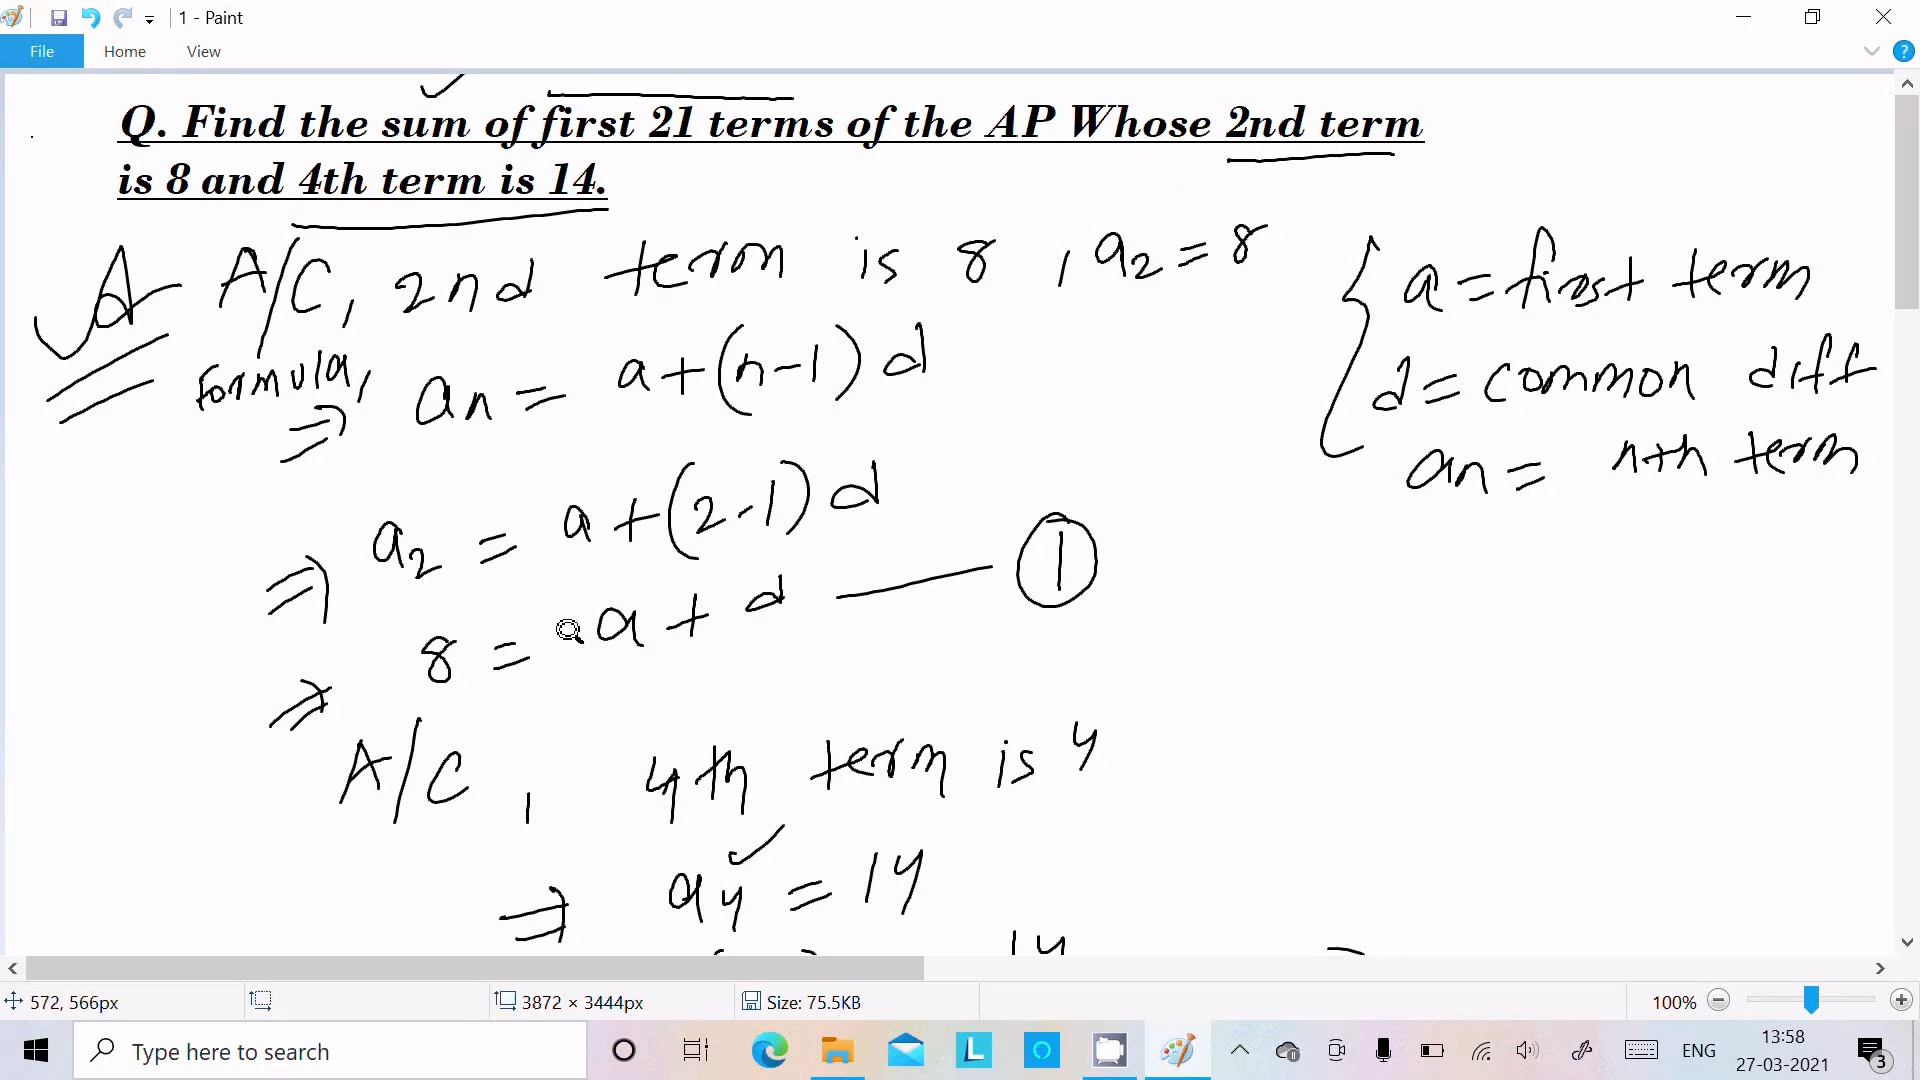 1 - Paint
File Home View
Q. Find the sum of first 21 terms of the AP Whose 2nd term
is 8 and 4th term is 14.
A/C, 2nd term is 8 , a2 = 8
Formula,
⇒ an = a+(n-1) d
a = first term
d = common diff
an = nth term
⇒ a2 = a+(2-1) d
⇒ 8 = a + d — 1
A/C , 4th term is 4
⇒ a4 = 14
14
572, 566px 3872 × 3444px Size: 75.5KB 100%
Type here to search
L
ENG
13:58
27-03-2021
3